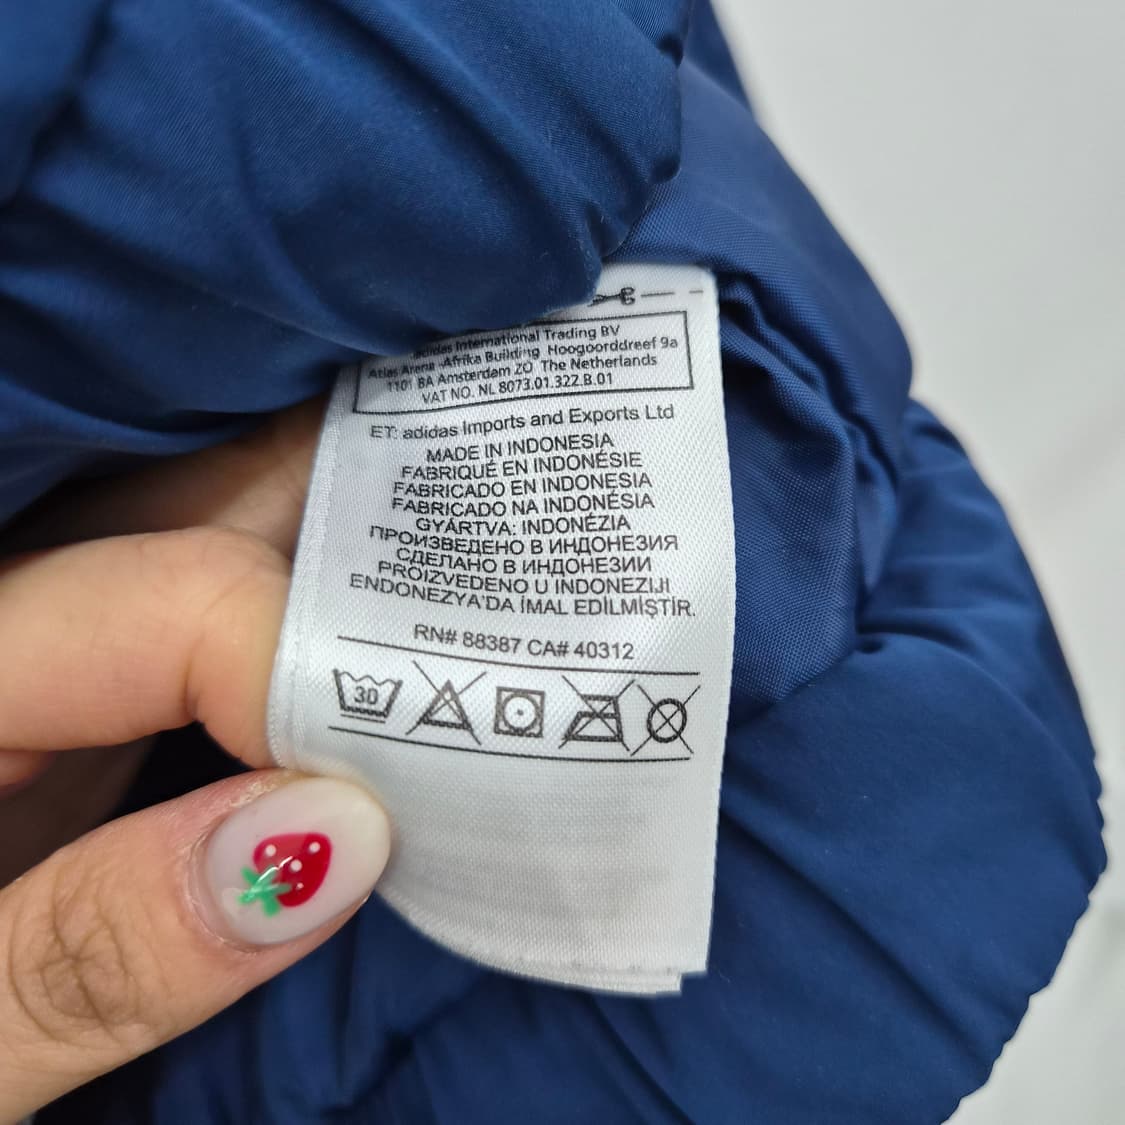 adidas International Trading BV
Atlas Arena -Afrika Building Hoogoorddreef 9a
1101 BA Amsterdam ZO The Netherlands
VAT NO. NL 8073.01.322.B.01
ET: adidas Imports and Exports Ltd
MADE IN INDONESIA
FABRIQUÉ EN INDONÉSIE
FABRICADO EN INDONESIA
FABRICADO NA INDONÉSIA
GYÁRTVA: INDONÉZIA
ПРОИЗВЕДЕНО В ИНДОНЕЗИЯ
СДЕЛАНО В ИНДОНЕЗИИ
PROIZVEDENO U INDONEZIJI
ENDONEZYA'DA İMAL EDİLMİŞTİR.
RN# 88387 CA# 40312
30